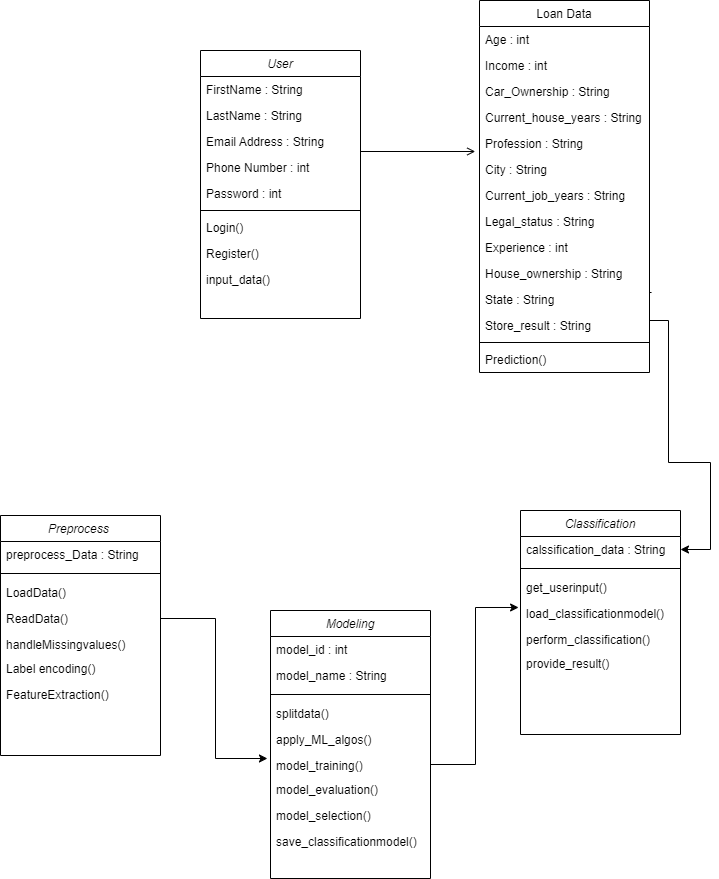 User
FirstName : String
LastName : String
Email Address : String
Phone Number : int
Password : int
Login()
Register()
input_data()
Loan Data
Age : int
Income : int
Car_Ownership : String
Current_house_years : String
Profession : String
City : String
Current_job_years : String
Legal_status : String
Experience : int
House_ownership : String
State : String
Store_result : String
Prediction()
Preprocess
preprocess_Data : String
LoadData()
ReadData()
handleMissingvalues()
Label encoding()
FeatureExtraction()
Modeling
model_id : int
model_name : String
splitdata()
apply_ML_algos()
model_training()
model_evaluation()
model_selection()
save_classificationmodel()
Classification
calssification_data : String
get_userinput()
load_classificationmodel()
perform_classification()
provide_result()